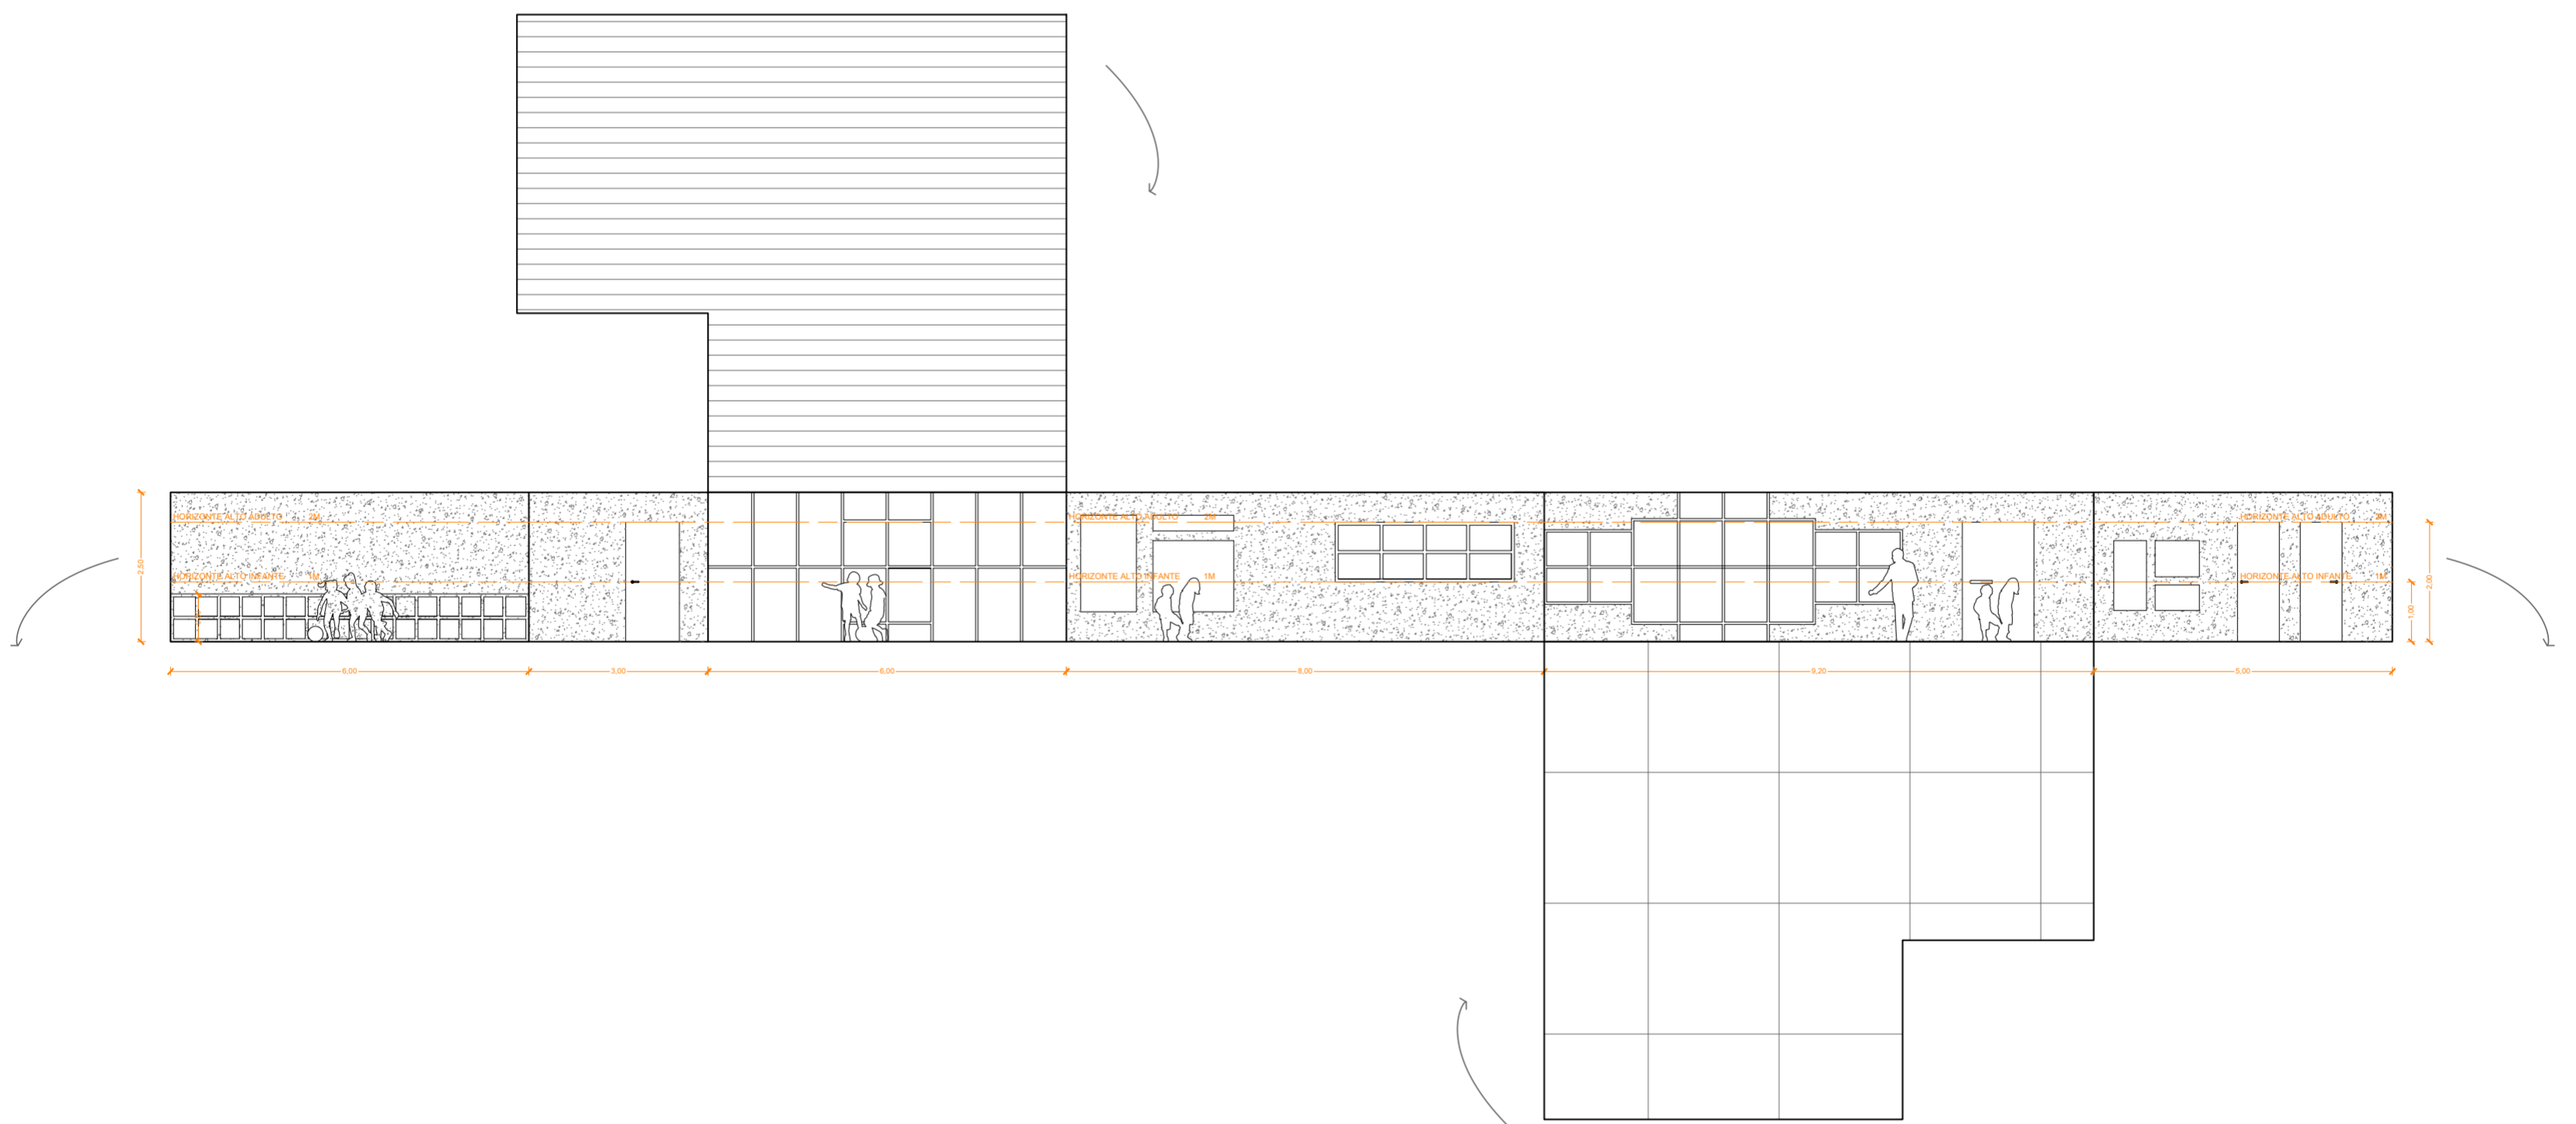 HORIZONTE ALTO ADULTO 2M
HORIZONTE ALTO ADULTO 2M
HORIZONTE ALTO ADULTO 2M
2,50
HORIZONTE ALTO INFANTE 1M
HORIZONTE ALTO INFANTE 1M
HORIZONTE ALTO INFANTE 1M
2,00
1,00
6,00
3,00
6,00
8,00
9,20
5,00